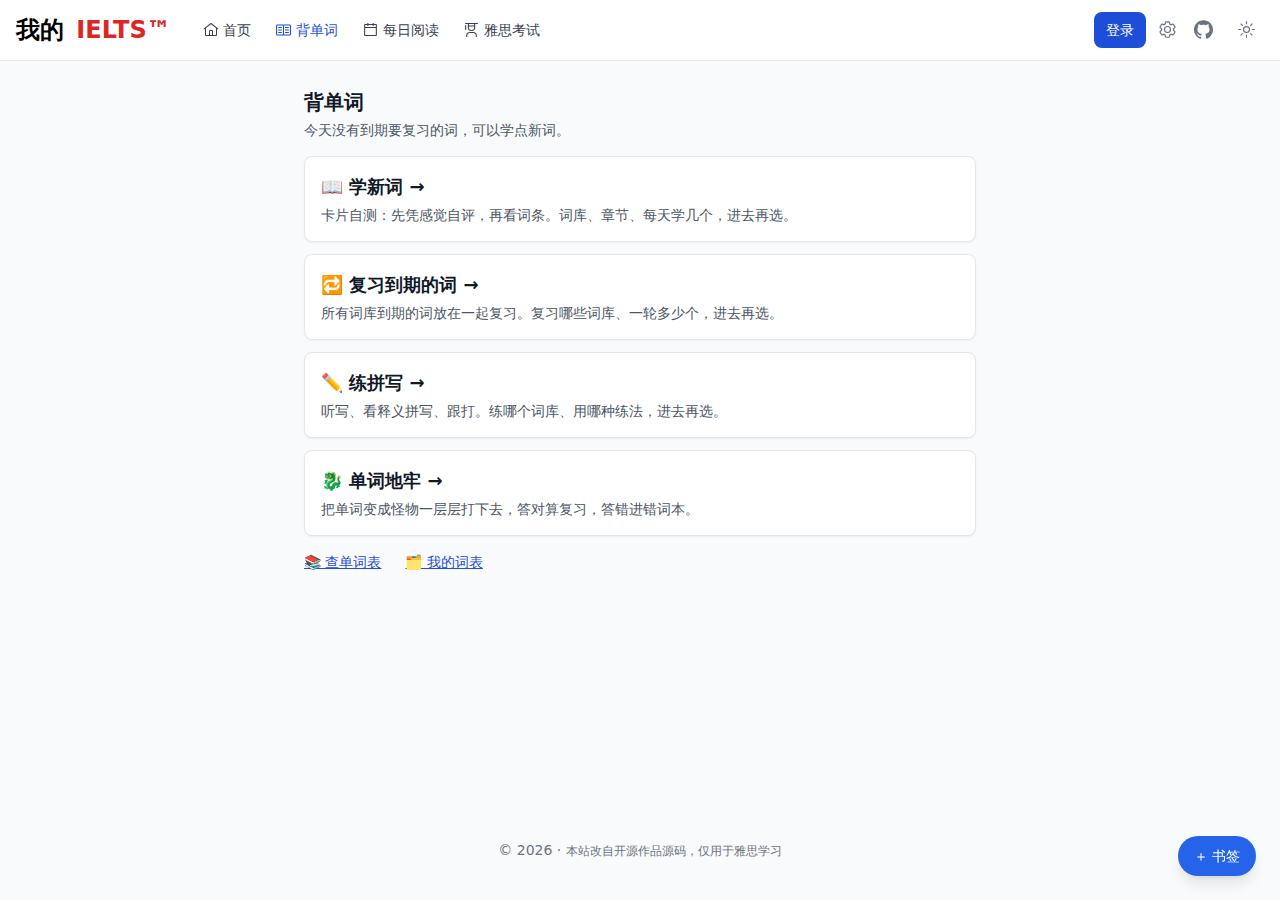 我的 IELTS™ 首页 背单词 每日阅读 雅思考试 登录
背单词
今天没有到期要复习的词，可以学点新词。
📖 学新词 →
卡片自测：先凭感觉自评，再看词条。词库、章节、每天学几个，进去再选。
🔁 复习到期的词 →
所有词库到期的词放在一起复习。复习哪些词库、一轮多少个，进去再选。
✏️ 练拼写 →
听写、看释义拼写、跟打。练哪个词库、用哪种练法，进去再选。
🐉 单词地牢 →
把单词变成怪物一层层打下去，答对算复习，答错进错词本。
📚 查单词表 🗂️ 我的词表
© 2026 · 本站改自开源作品源码，仅用于雅思学习
+ 书签